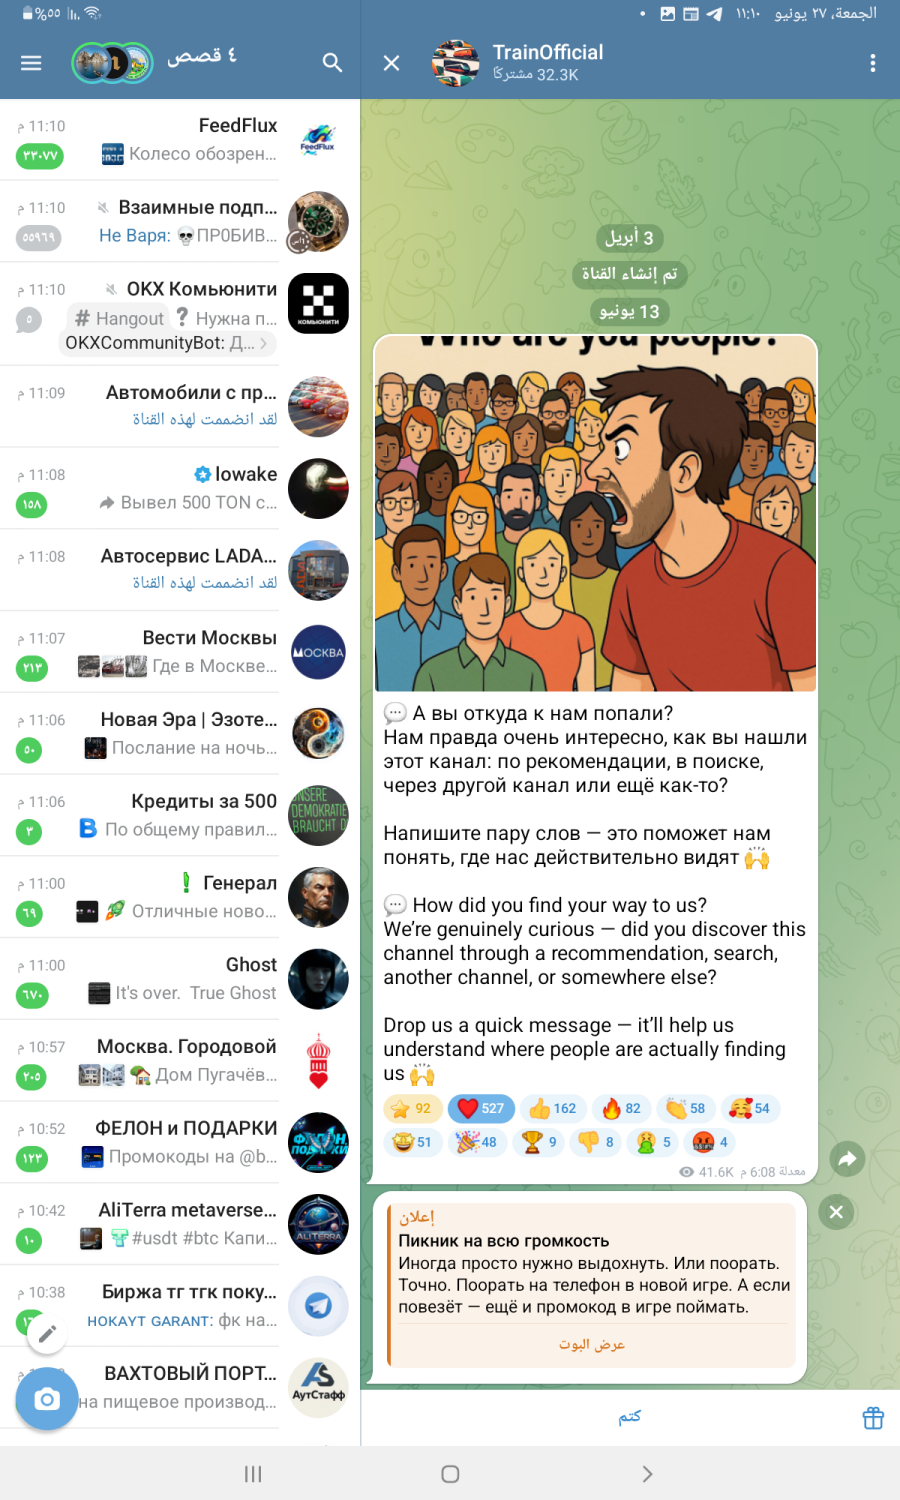 الجمعة، ٢٧ يونيو ١١:١٠
%٥٥
٤ قصص
FeedFlux
11:10 م
Колесо обозрен...
٣٣٠٧٧
Взаимные подп...
11:10 م
Не Варя: 💀ПР0БИВ...
٥٥٩٦٩
OKX Комьюнити
11:10 م
# Hangout ? Нужна п...
٥
OKXCommunityBot: Д...
Автомобили с пр...
11:09 م
لقد انضممت لهذه القناة
lowake
11:08 م
Вывел 500 TON с...
١٥٨
Автосервис LADA...
11:08 م
لقد انضممت لهذه القناة
Вести Москвы
11:07 م
Где в Москве...
٢١٣
МОСКВА
Новая Эра | Эзоте...
11:06 م
Послание на ночь...
٥٠
Кредиты за 500
11:06 م
По общему правил...
٣
UNSERE
DEMOKRATIE
BRAUCHT
❗ Генерал
11:00 م
🚀 Отличные ново...
٦٩
Ghost
11:00 م
It's over. True Ghost
٦٧٠
Москва. Городовой
10:57 م
🏡 Дом Пугачёв...
٢٠٥
ФЕЛОН и ПОДАРКИ
10:52 م
Промокоды на @b...
١٢٣
AliTerra metaverse...
10:42 م
#usdt #btc Капи...
١٠
ALITERRA
Биржа тг тгк поку...
10:38 م
HOKAYT GARANT: фк на...
ВАХТОВЫЙ ПОРТ...
на пищевое производ...
АутСтафф
TrainOfficial
32.3K مشتركًا
3 أبريل
تم إنشاء القناة
13 يونيو
Who are you people?
💬 А вы откуда к нам попали?
Нам правда очень интересно, как вы нашли
этот канал: по рекомендации, в поиске,
через другой канал или ещё как-то?
Напишите пару слов — это поможет нам
понять, где нас действительно видят 🙌
💬 How did you find your way to us?
We're genuinely curious — did you discover this
channel through a recommendation, search,
another channel, or somewhere else?
Drop us a quick message — it'll help us
understand where people are actually finding
us 🙌
⭐ 92 ❤️ 527 👍 162 🔥 82 👏 58 🥰 54
🤩 51 🎉 48 🏆 9 👎 8 🤮 5 🤬 4
41.6K معدلة 6:08 م
إعلان
Пикник на всю громкость
Иногда просто нужно выдохнуть. Или поорать.
Точно. Поорать на телефон в новой игре. А если
повезёт — ещё и промокод в игре поймать.
عرض البوت
كتم